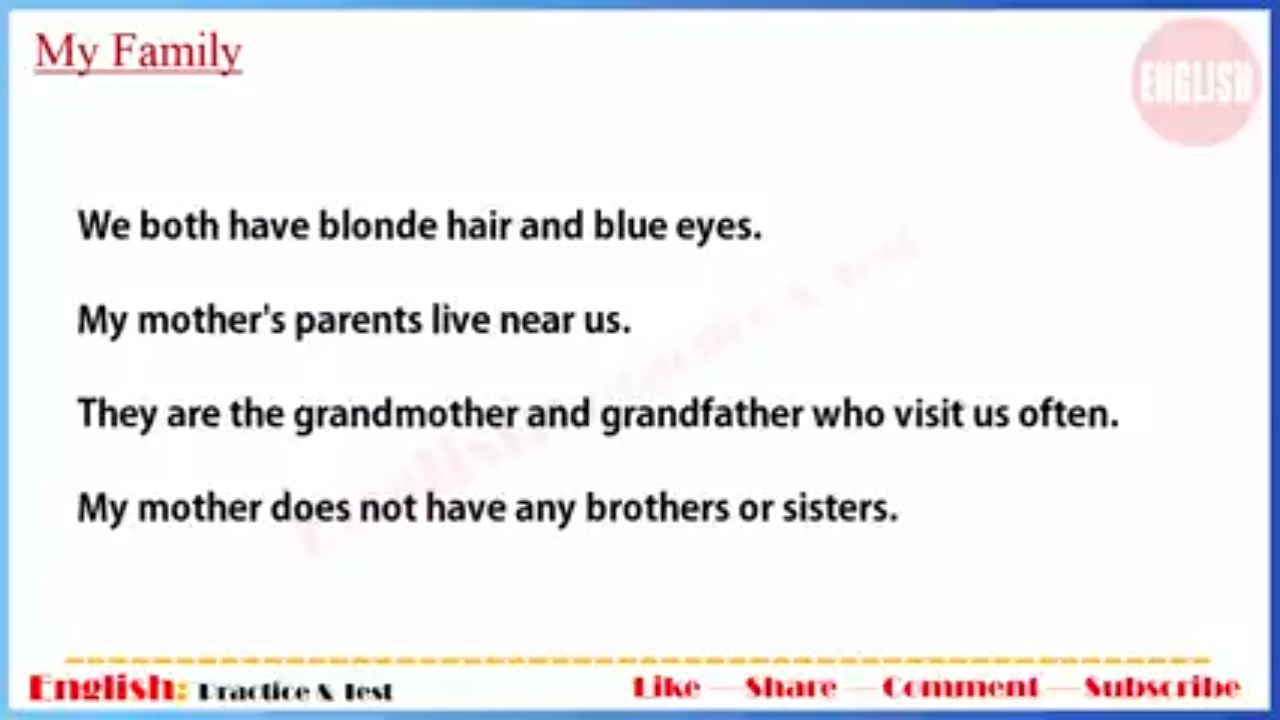 My Family
ENGLISH
We both have blonde hair and blue eyes.
My mother's parents live near us.
They are the grandmother and grandfather who visit us often.
My mother does not have any brothers or sisters.
English: Practice & Test
Like — Share — Comment — Subscribe